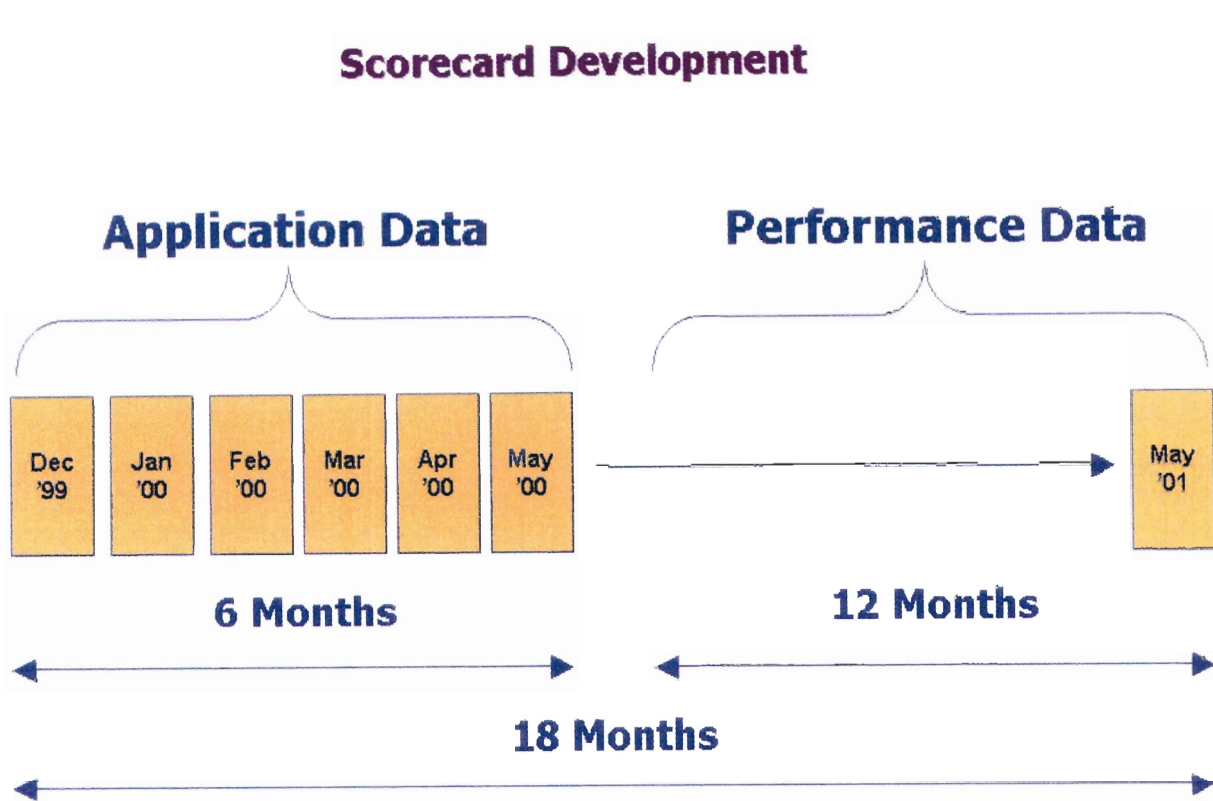 Scorecard Development
Application Data
Performance Data
Dec
'99
Jan
'00
Feb
'00
Mar
'00
Apr
'00
May
'00
May
'01
6 Months
12 Months
18 Months